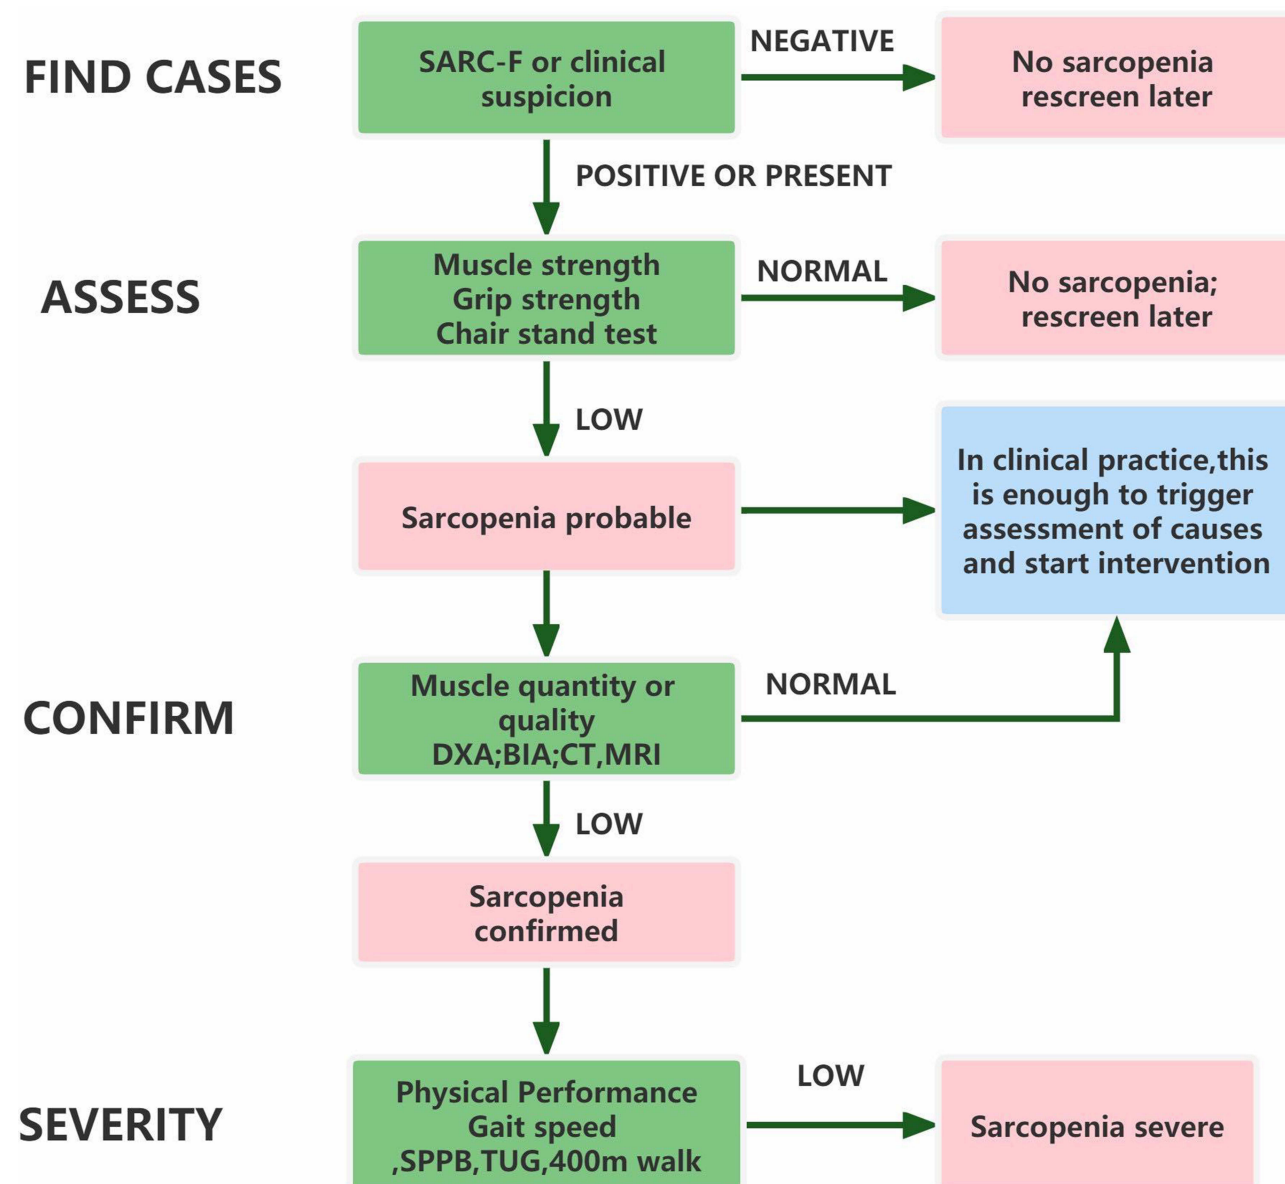 FIND CASES
SARC-F or clinical
suspicion
NEGATIVE
No sarcopenia
rescreen later
POSITIVE OR PRESENT
ASSESS
Muscle strength
Grip strength
Chair stand test
NORMAL
No sarcopenia;
rescreen later
LOW
Sarcopenia probable
In clinical practice,this
is enough to trigger
assessment of causes
and start intervention
CONFIRM
Muscle quantity or
quality
DXA;BIA;CT,MRI
NORMAL
LOW
Sarcopenia
confirmed
SEVERITY
Physical Performance
Gait speed
,SPPB,TUG,400m walk
LOW
Sarcopenia severe